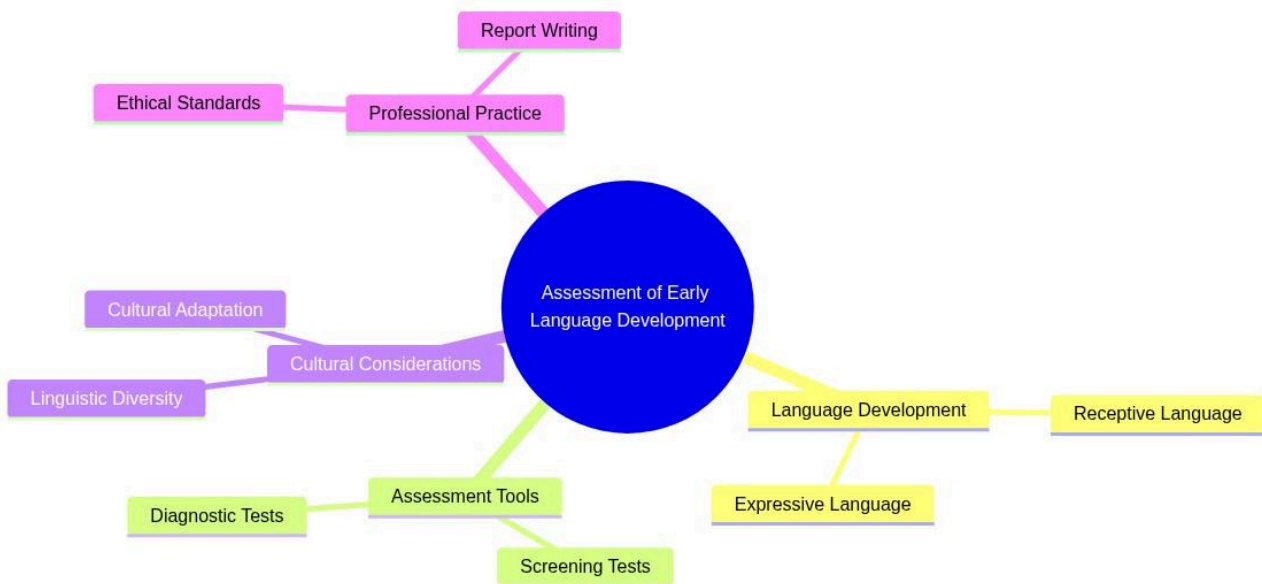 Report Writing
Ethical Standards
Professional Practice
Assessment of Early
Language Development
Cultural Adaptation
Cultural Considerations
Linguistic Diversity
Language Development
Receptive Language
Expressive Language
Assessment Tools
Diagnostic Tests
Screening Tests